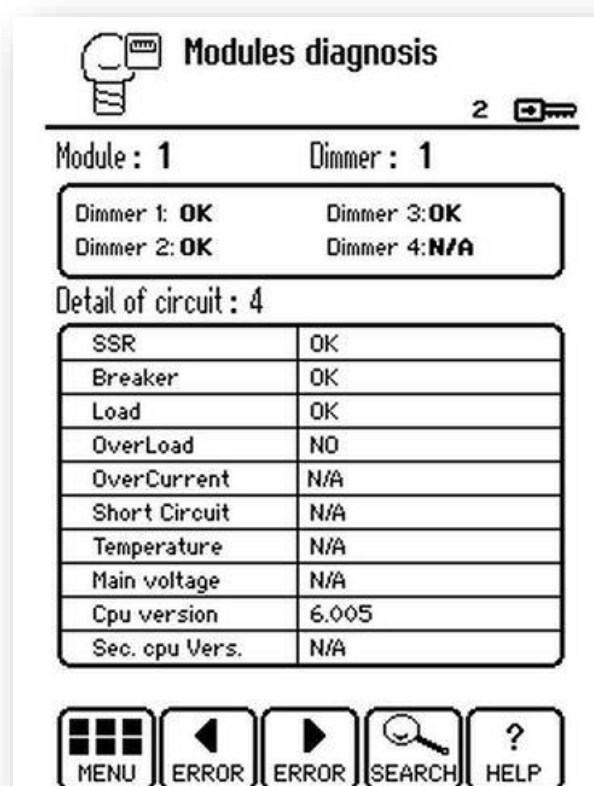 Modules diagnosis
2
Module : 1 Dimmer : 1
Dimmer 1: OK Dimmer 3:OK
Dimmer 2: OK Dimmer 4:N/A
Detail of circuit : 4
SSR OK
Breaker OK
Load OK
OverLoad NO
OverCurrent N/A
Short Circuit N/A
Temperature N/A
Main voltage N/A
Cpu version 6.005
Sec. cpu Vers. N/A
MENU ERROR ERROR SEARCH ? HELP